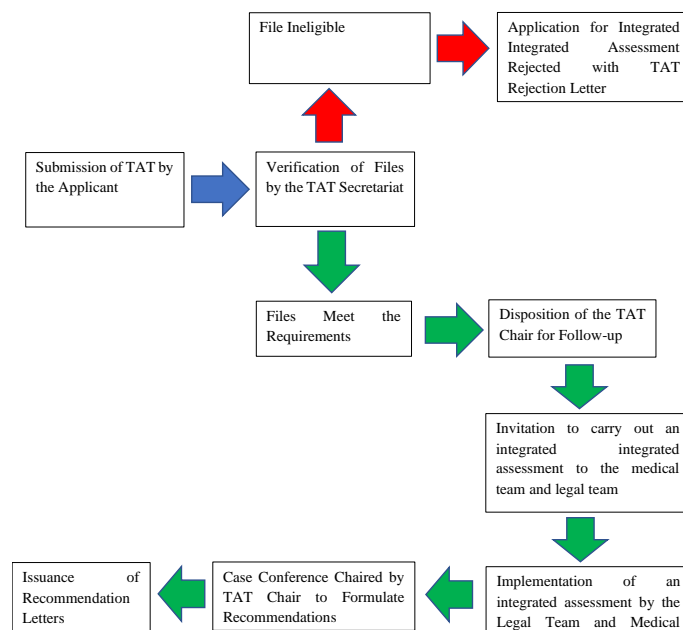 File Ineligible
Application for Integrated
Integrated Assessment
Rejected with TAT
Rejection Letter
Submission of TAT by
the Applicant
Verification of Files
by the TAT Secretariat
Files Meet the
Requirements
Disposition of the TAT
Chair for Follow-up
Invitation to carry out an
integrated integrated
assessment to the medical
team and legal team
Implementation of an
integrated assessment by the
Legal Team and Medical
Case Conference Chaired by
TAT Chair to Formulate
Recommendations
Issuance of
Recommendation
Letters